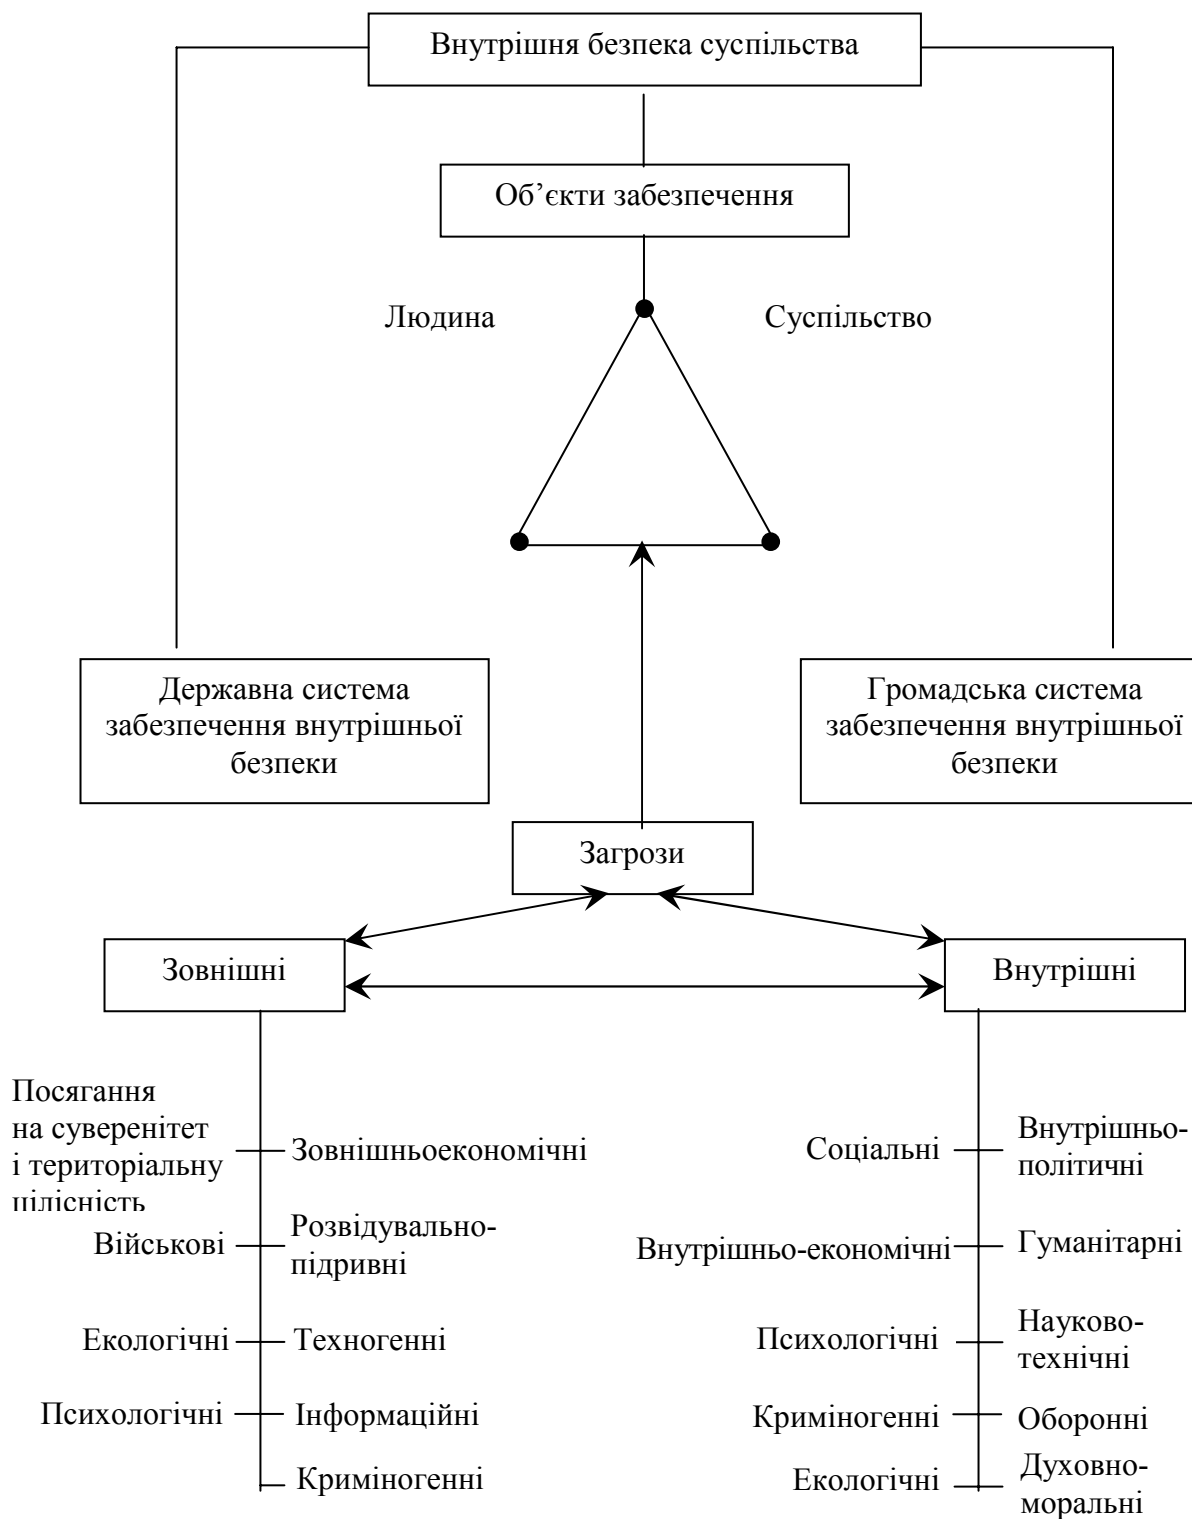 Внутрішня безпека суспільства
Об’єкти забезпечення
Людина
Суспільство
Державна система
забезпечення внутрішньої
безпеки
Громадська система
забезпечення внутрішньої
безпеки
Загрози
Зовнішні
Внутрішні
Посягання
на суверенітет
і територіальну
цілісність
Зовнішньоекономічні
Військові
Розвідувально-
підривні
Екологічні
Техногенні
Психологічні
Інформаційні
Криміногенні
Соціальні
Внутрішньо-
політичні
Внутрішньо-економічні
Гуманітарні
Психологічні
Науково-
технічні
Криміногенні
Оборонні
Екологічні
Духовно-
моральні